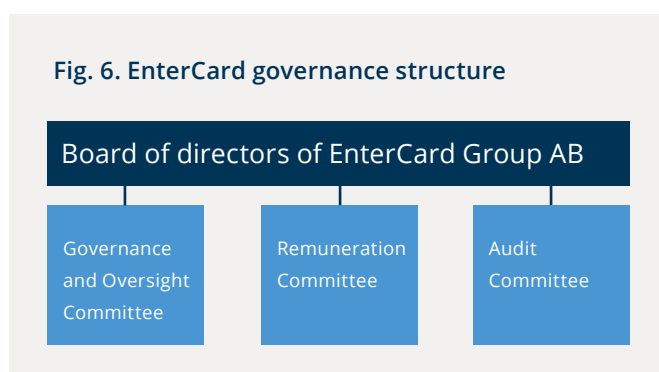 Fig. 6. EnterCard governance structure
Board of directors of EnterCard Group AB
Governance
and Oversight
Committee
Remuneration
Committee
Audit
Committee